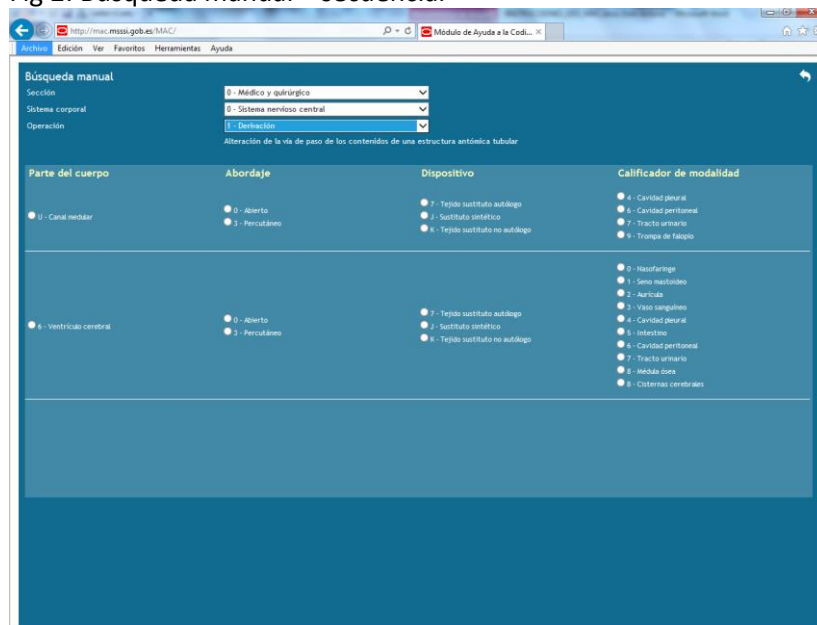 Fig 2: Búsqueda manual - secuencial
http://mac.msssi.gob.es/MAC/
Módulo de Ayuda a la Codi...
Archivo Edición Ver Favoritos Herramientas Ayuda
Búsqueda manual
Sección 0 - Médico y quirúrgico
Sistema corporal 0 - Sistema nervioso central
Operación 1 - Derivación
Alteración de la vía de paso de los contenidos de una estructura antómica tubular
Parte del cuerpo Abordaje Dispositivo Calificador de modalidad
U - Canal medular
0 - Abierto
3 - Percutáneo
7 - Tejido sustituto autólogo
J - Sustituto sintético
K - Tejido sustituto no autólogo
4 - Cavidad pleural
6 - Cavidad peritoneal
7 - Tracto urinario
9 - Trompa de falopio
6 - Ventrículo cerebral
0 - Abierto
3 - Percutáneo
7 - Tejido sustituto autólogo
J - Sustituto sintético
K - Tejido sustituto no autólogo
0 - Nasofaringe
1 - Seno mastoideo
2 - Aurícula
3 - Vaso sanguíneo
4 - Cavidad pleural
5 - Intestino
6 - Cavidad peritoneal
7 - Tracto urinario
8 - Médula ósea
B - Cisternas cerebrales